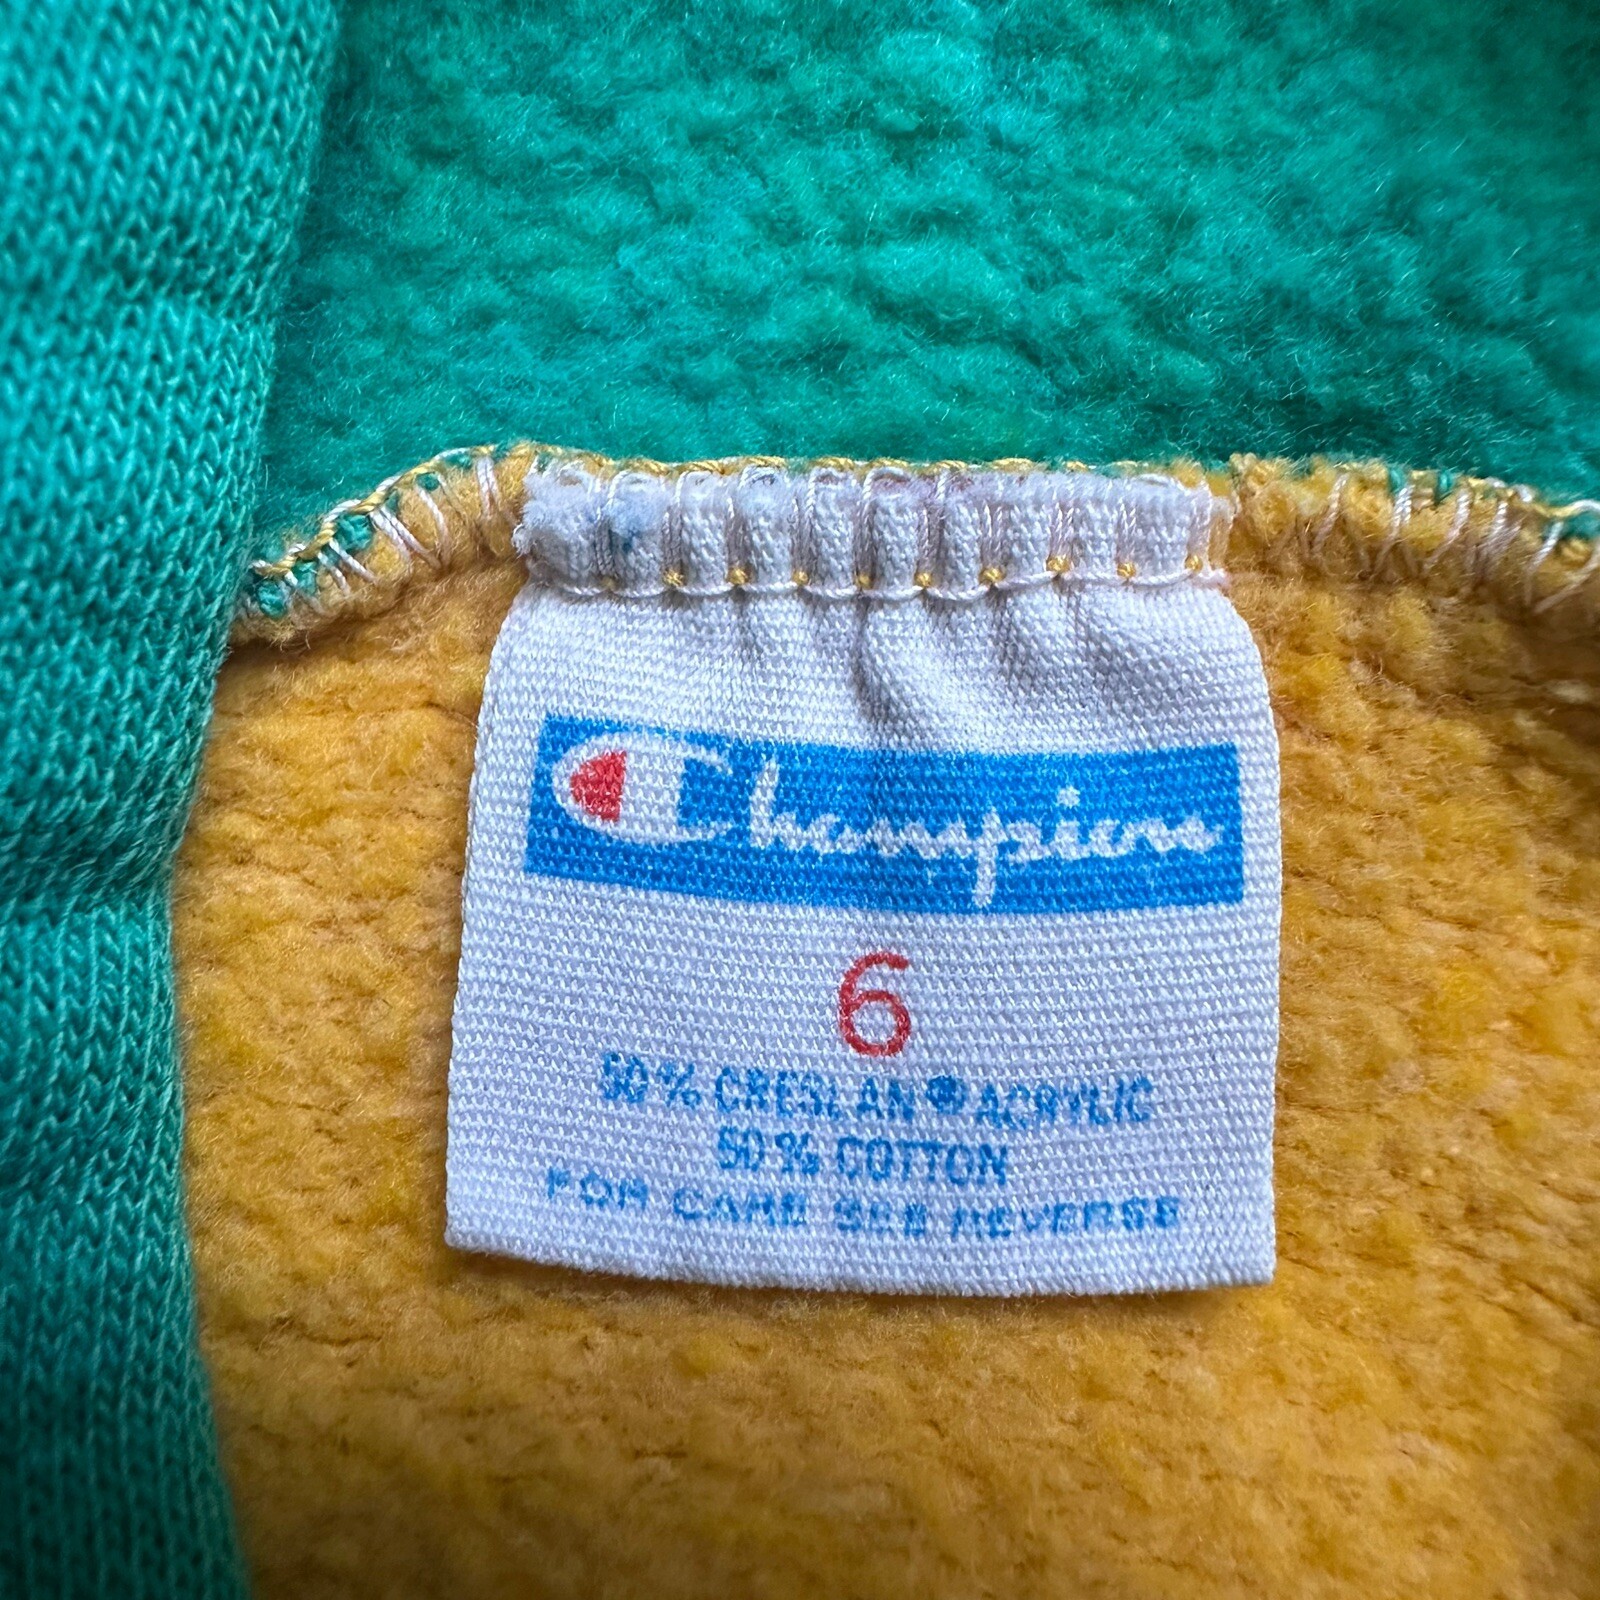 Champion
6
50% CRESLAN® ACRYLIC
50% COTTON
FOR CARE SEE REVERSE